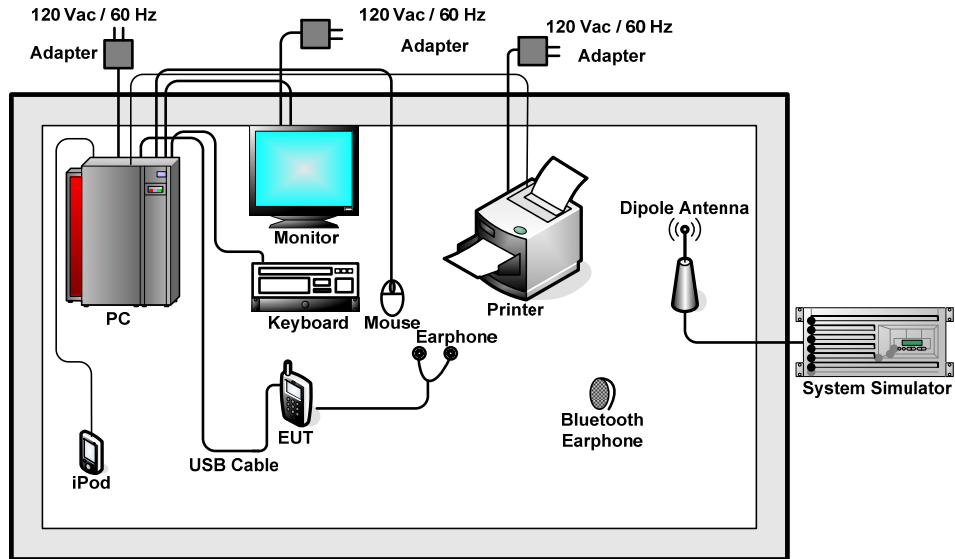 120 Vac / 60 Hz
Adapter
120 Vac / 60 Hz
Adapter
120 Vac / 60 Hz
Adapter
PC
Monitor
Keyboard
Mouse
Printer
Dipole Antenna
System Simulator
Earphone
EUT
USB Cable
iPod
Bluetooth
Earphone